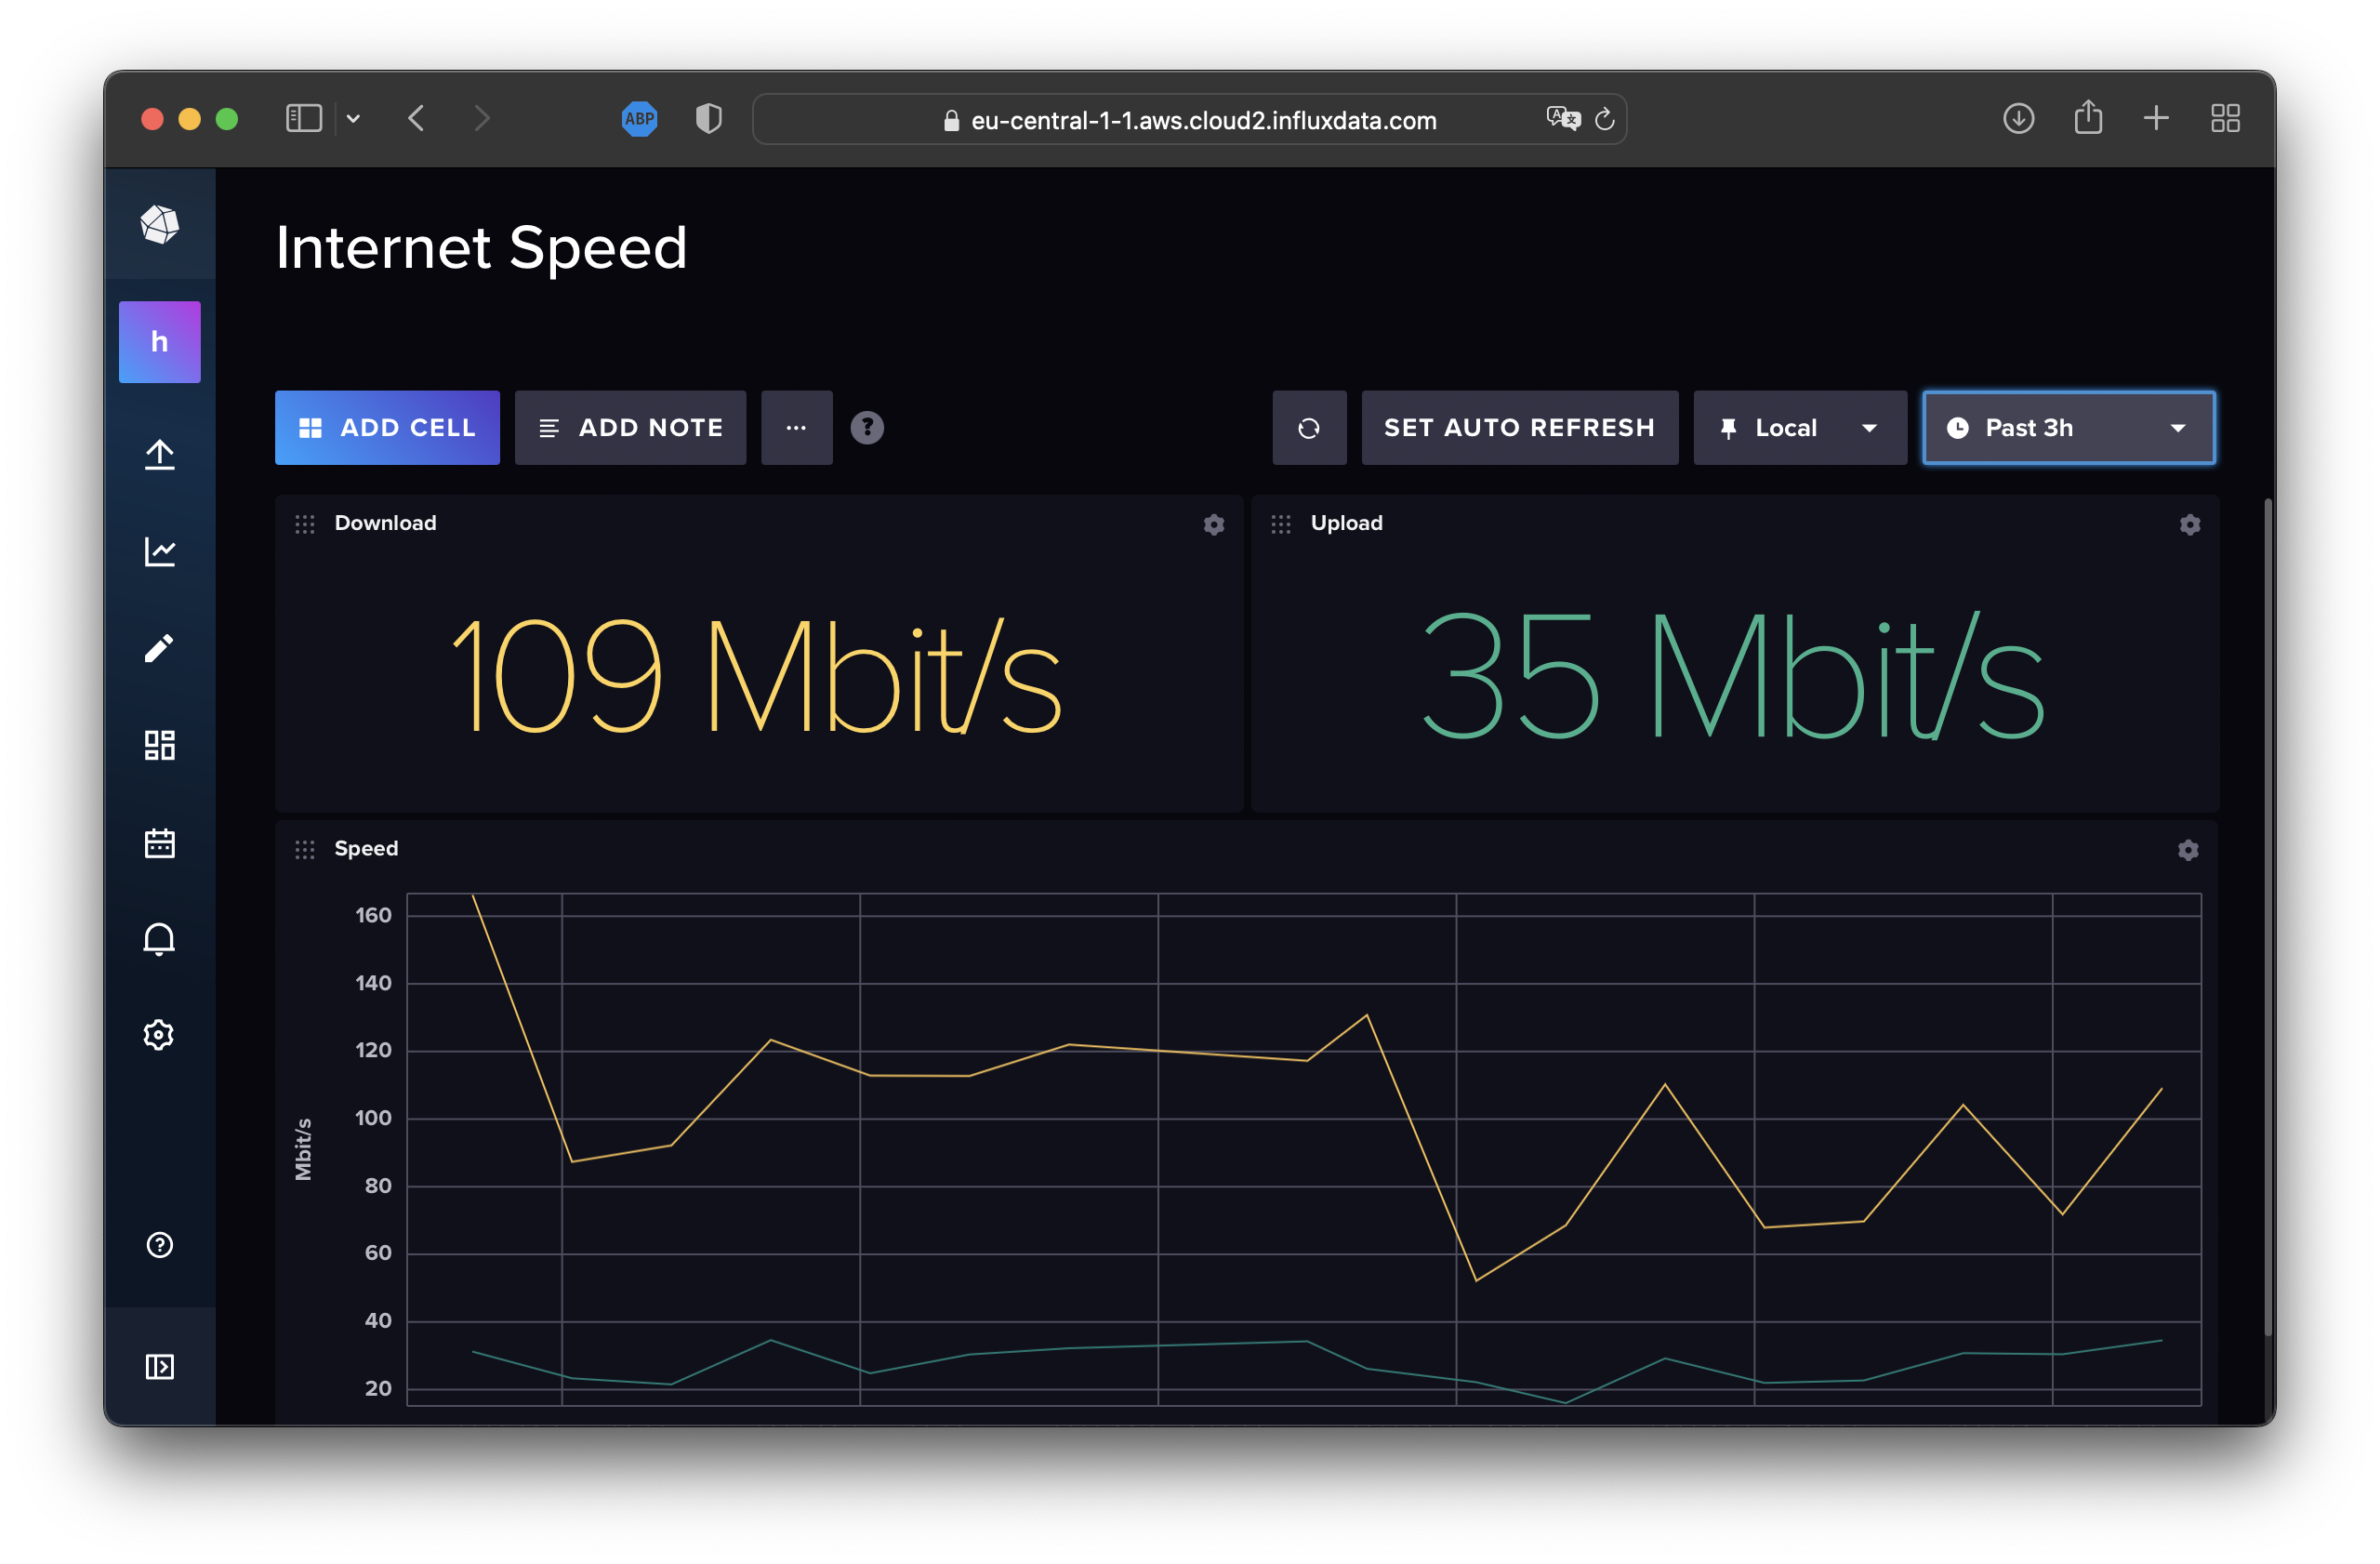 ABP
eu-central-1-1.aws.cloud2.influxdata.com
Internet Speed
h
ADD CELL
ADD NOTE
SET AUTO REFRESH
Local
Past 3h
Download
Upload
109 Mbit/s
35 Mbit/s
Speed
160
140
120
100
80
60
40
20
Mbit/s